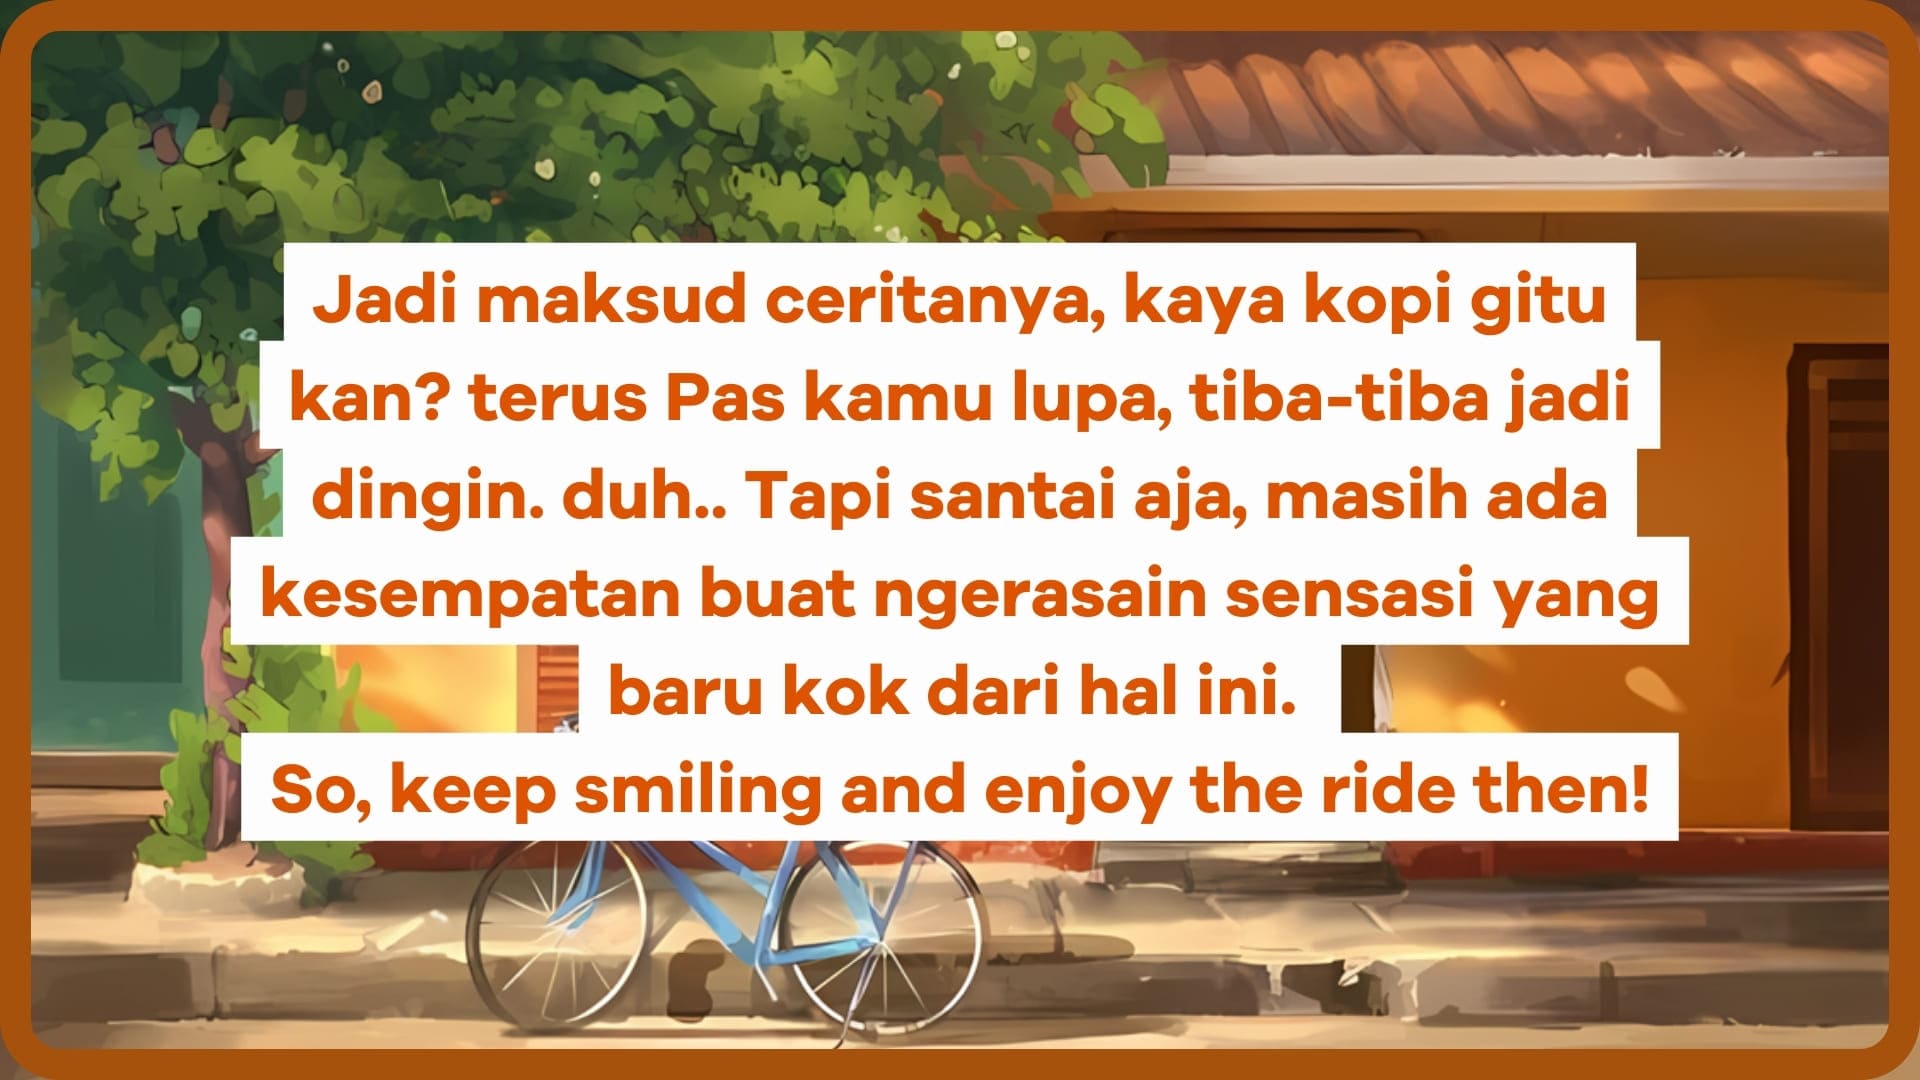 Jadi maksud ceritanya, kaya kopi gitu
kan? terus Pas kamu lupa, tiba-tiba jadi
dingin. duh.. Tapi santai aja, masih ada
kesempatan buat ngerasain sensasi yang
baru kok dari hal ini.
So, keep smiling and enjoy the ride then!